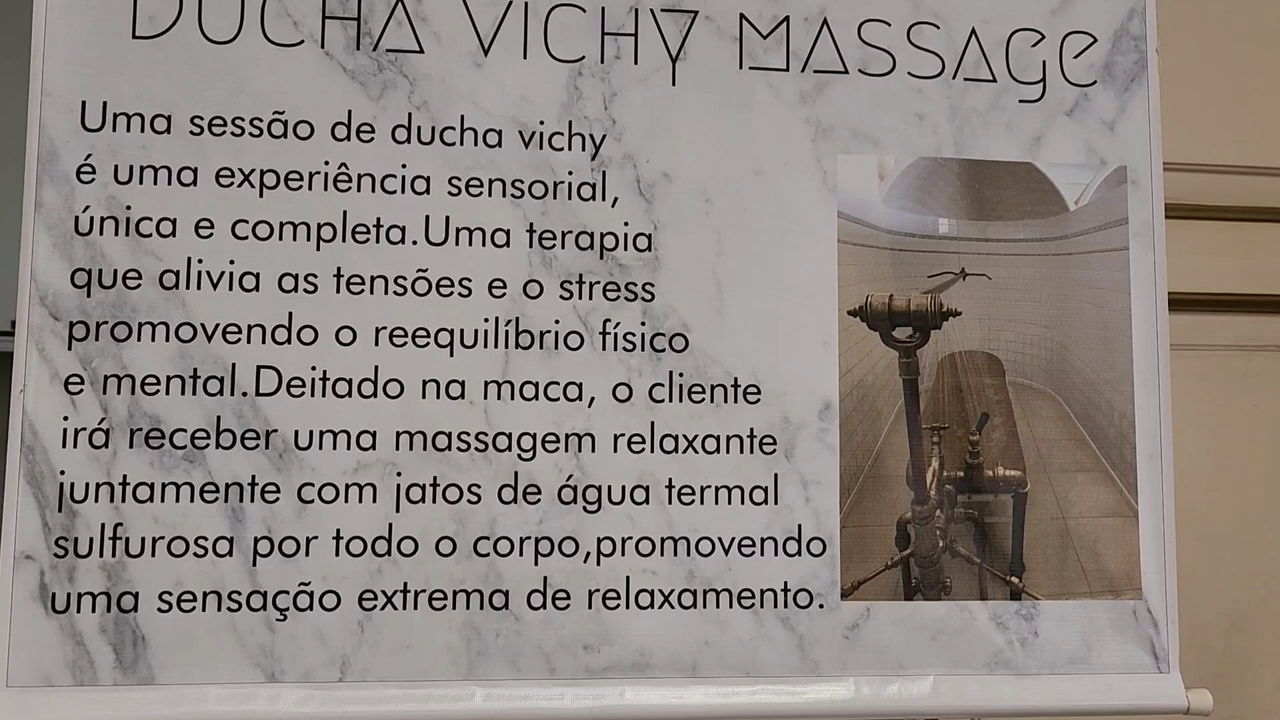 DUCHA VICHY MASSAGE
Uma sessão de ducha vichy
é uma experiência sensorial,
única e completa.Uma terapia
que alivia as tensões e o stress
promovendo o reequilíbrio físico
e mental.Deitado na maca, o cliente
irá receber uma massagem relaxante
juntamente com jatos de água termal
sulfurosa por todo o corpo,promovendo
uma sensação extrema de relaxamento.